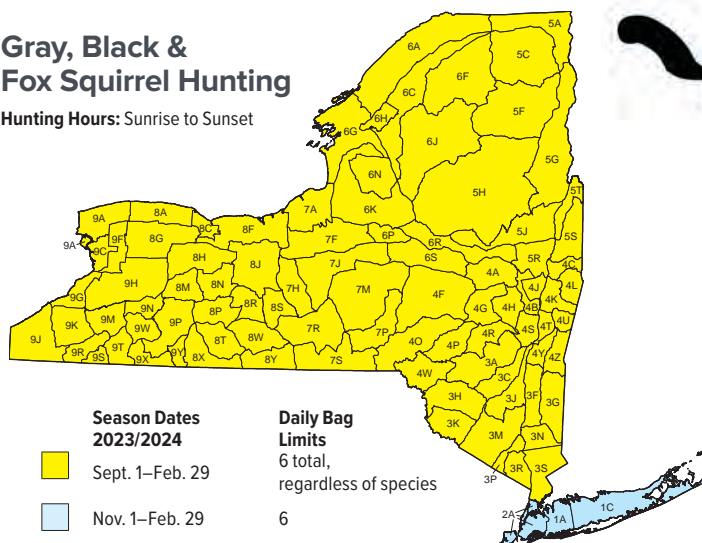 Gray, Black &
Fox Squirrel Hunting
Hunting Hours: Sunrise to Sunset
5A
6A
5C
6F
6C
5F
6H
6G
6J
5G
6N
5H
5T
9A
8A
7A
6K
8C
8F
9F
8G
7F
6P
6R
5J
5S
9A
9C
8H
8J
7J
6S
5R
4C
4A
9H
8M
8N
7H
7M
4F
4J
4L
9G
4K
9N
8P
8R
8S
4G
4H
4B
9K
9M
9W
9P
7R
7P
4R
4S
4T
4U
9J
9T
8T
8W
4O
4P
9R
9S
9X
9Y
8X
8Y
7S
3A
4Y
4Z
4W
3C
3H
3J
3F
3G
3K
3M
3N
3P
3R
3S
2A
1A
1C
Season Dates
2023/2024
Daily Bag
Limits
Sept. 1–Feb. 29
6 total,
regardless of species
Nov. 1–Feb. 29
6